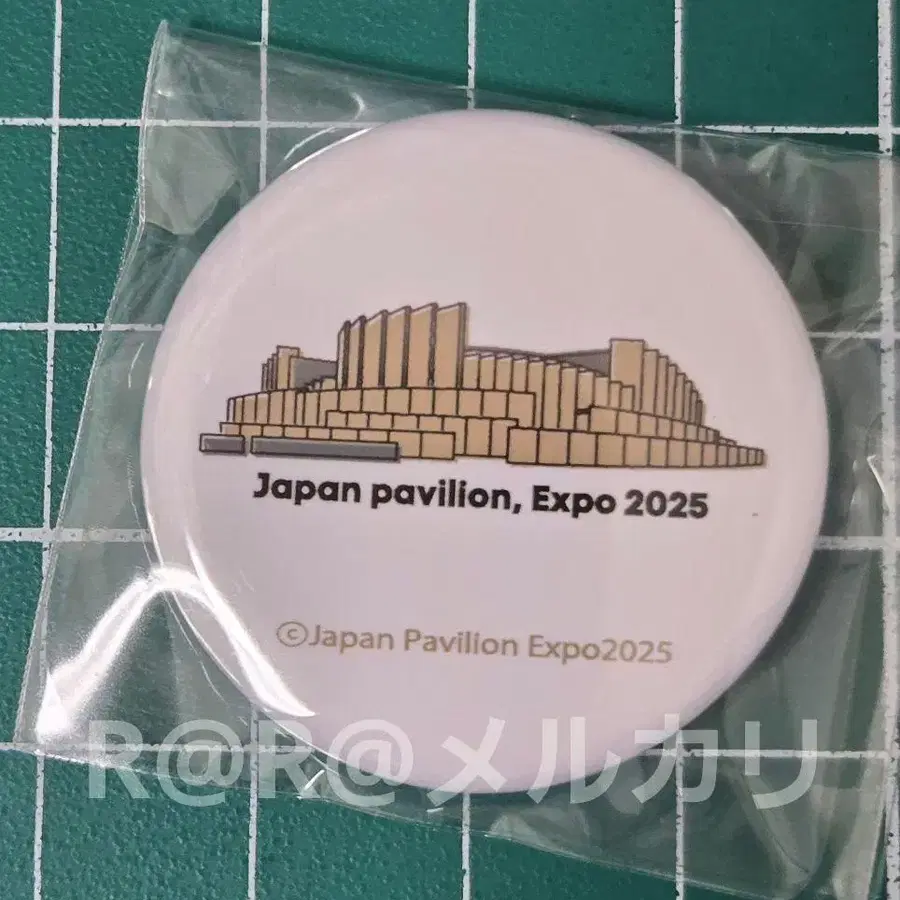 Japan pavilion, Expo 2025
©Japan Pavilion Expo2025
R@R@メルカリ